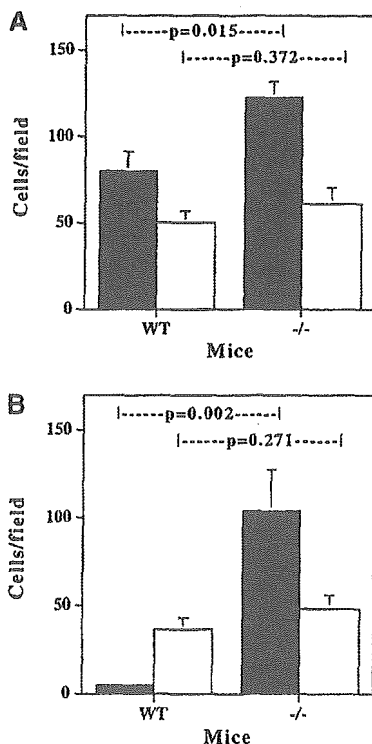 A
|------p=0.015------|
|------p=0.372------|
150
100
50
0
Cells/field
WT
-/-
Mice
B
|------p=0.002------|
|------p=0.271------|
150
100
50
0
Cells/field
WT
-/-
Mice